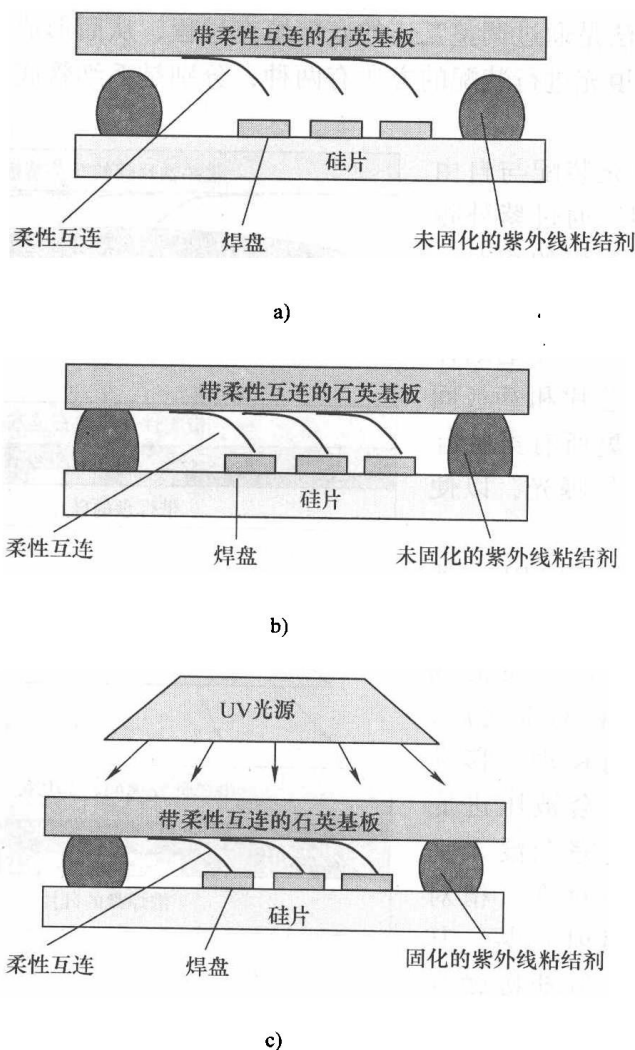 带柔性互连的石英基板
硅片
柔性互连
焊盘
未固化的紫外线粘结剂
a)
带柔性互连的石英基板
硅片
柔性互连
焊盘
未固化的紫外线粘结剂
b)
UV光源
带柔性互连的石英基板
硅片
柔性互连
焊盘
固化的紫外线粘结剂
c)